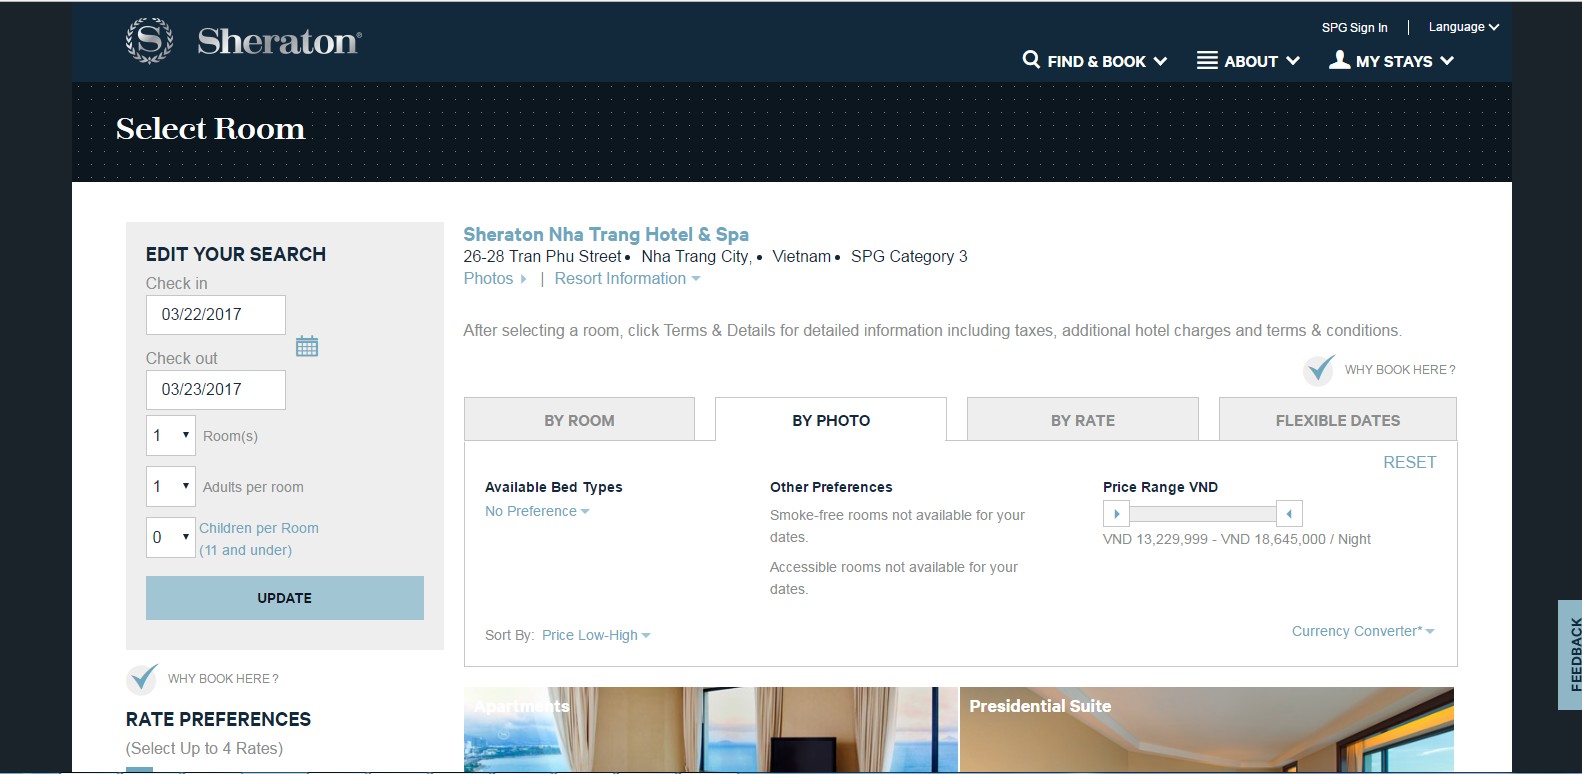 Sheraton®
SPG Sign In | Language
FIND & BOOK
ABOUT
MY STAYS
Select Room
EDIT YOUR SEARCH
Check in
03/22/2017
Check out
03/23/2017
1 Room(s)
1 Adults per room
0 Children per Room
(11 and under)
UPDATE
WHY BOOK HERE?
RATE PREFERENCES
(Select Up to 4 Rates)
Sheraton Nha Trang Hotel & Spa
26-28 Tran Phu Street • Nha Trang City, • Vietnam • SPG Category 3
Photos | Resort Information
After selecting a room, click Terms & Details for detailed information including taxes, additional hotel charges and terms & conditions.
WHY BOOK HERE?
BY ROOM
BY PHOTO
BY RATE
FLEXIBLE DATES
RESET
Available Bed Types
No Preference
Other Preferences
Smoke-free rooms not available for your
dates.
Accessible rooms not available for your
dates.
Price Range VND
VND 13,229,999 - VND 18,645,000 / Night
Sort By: Price Low-High
Currency Converter*
Apartments
Presidential Suite
FEEDBACK